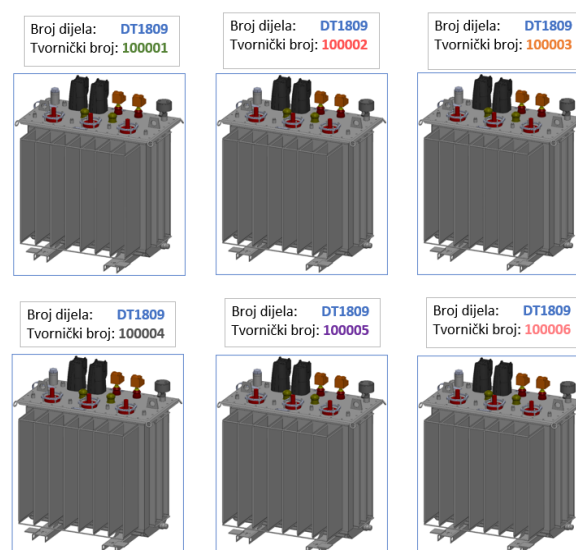 Broj dijela: DT1809
Tvornički broj: 100001
Broj dijela: DT1809
Tvornički broj: 100002
Broj dijela: DT1809
Tvornički broj: 100003
Broj dijela: DT1809
Tvornički broj: 100004
Broj dijela: DT1809
Tvornički broj: 100005
Broj dijela: DT1809
Tvornički broj: 100006